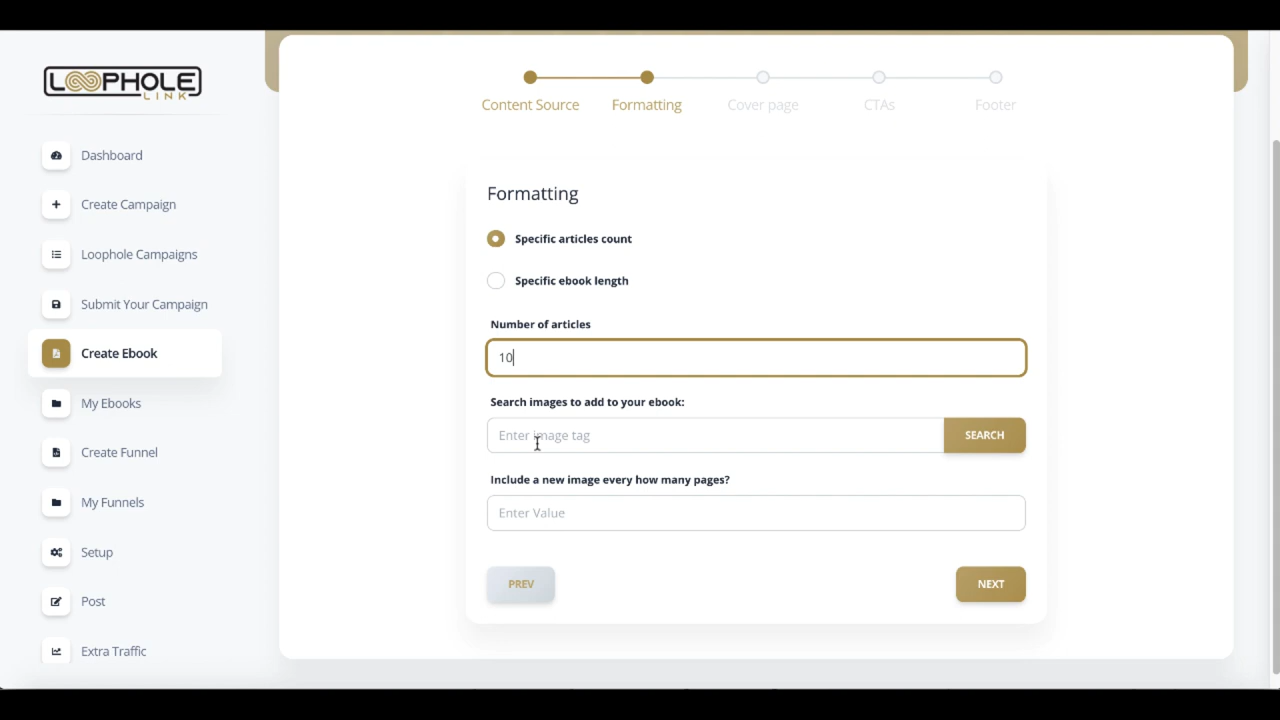 LOOPHOLE
LINK
Dashboard
Create Campaign
Loophole Campaigns
Submit Your Campaign
Create Ebook
My Ebooks
Create Funnel
My Funnels
Setup
Post
Extra Traffic
Content Source
Formatting
Cover page
CTAs
Footer
Formatting
Specific articles count
Specific ebook length
Number of articles
10
Search images to add to your ebook:
Enter image tag
SEARCH
Include a new image every how many pages?
Enter Value
PREV
NEXT